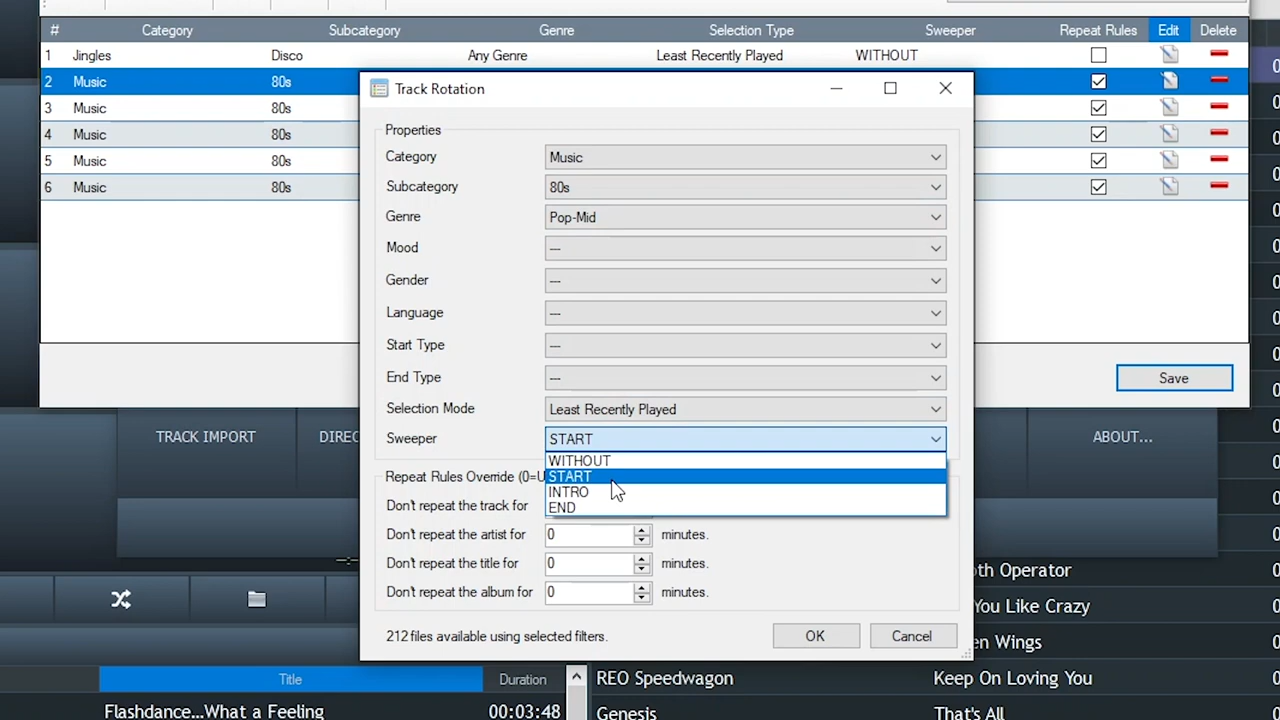 # Category Subcategory Genre Selection Type Sweeper Repeat Rules Edit Delete
1 Jingles Disco Any Genre Least Recently Played WITHOUT
2 Music 80s
3 Music 80s
4 Music 80s
5 Music 80s
6 Music 80s
Track Rotation
Properties
Category Music
Subcategory 80s
Genre Pop-Mid
Mood ---
Gender ---
Language ---
Start Type ---
End Type ---
Selection Mode Least Recently Played
Sweeper START
WITHOUT
START
INTRO
END
Repeat Rules Override (0=U
Don't repeat the track for
Don't repeat the artist for 0 minutes.
Don't repeat the title for 0 minutes.
Don't repeat the album for 0 minutes.
212 files available using selected filters.
OK Cancel
Save
TRACK IMPORT DIREC ABOUT...
oth Operator
You Like Crazy
en Wings
Title Duration
REO Speedwagon Keep On Loving You
Flashdance...What a Feeling 00:03:48
Genesis That's All